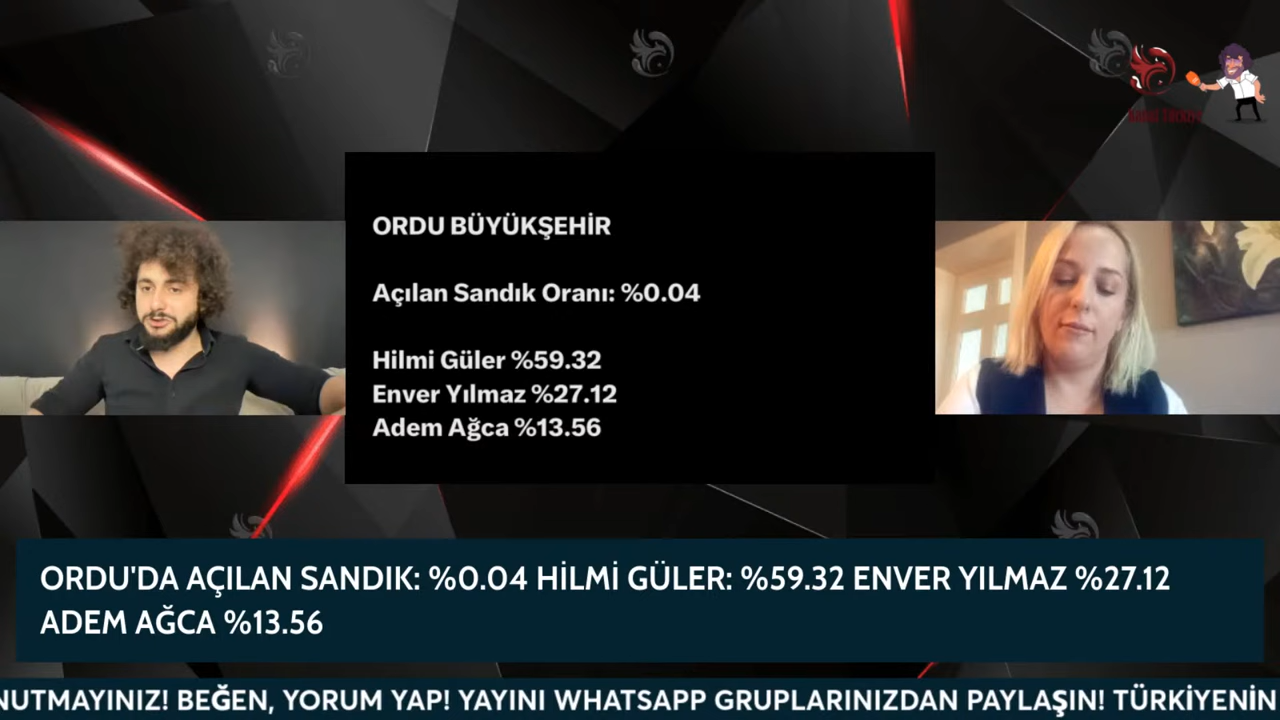 ORDU BÜYÜKŞEHİR
Açılan Sandık Oranı: %0.04
Hilmi Güler %59.32
Enver Yılmaz %27.12
Adem Ağca %13.56
ORDU'DA AÇILAN SANDIK: %0.04 HİLMİ GÜLER: %59.32 ENVER YILMAZ %27.12
ADEM AĞCA %13.56
NUTMAYINIZ! BEĞEN, YORUM YAP! YAYINI WHATSAPP GRUPLARINIZDAN PAYLAŞIN! TÜRKİYENİN